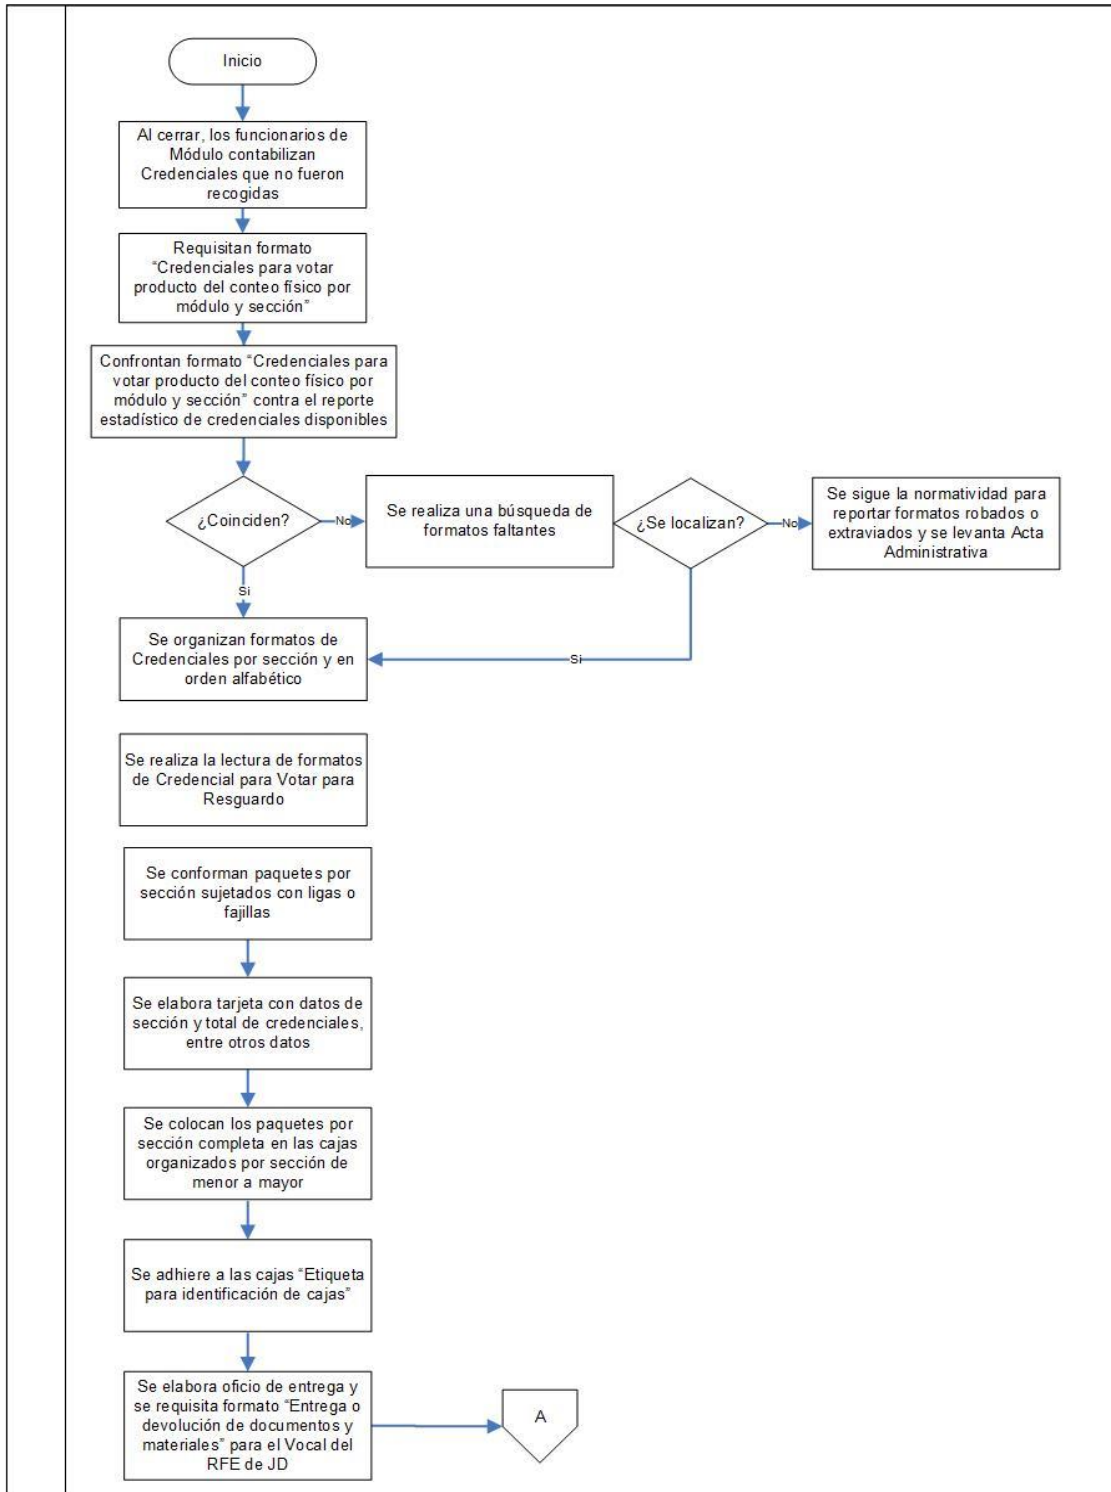 Inicio
Al cerrar, los funcionarios de
Módulo contabilizan
Credenciales que no fueron
recogidas
Requisitan formato
“Credenciales para votar
producto del conteo físico por
módulo y sección”
Confrontan formato “Credenciales para
votar producto del conteo físico por
módulo y sección” contra el reporte
estadístico de credenciales disponibles
¿Coinciden?
No
Se realiza una búsqueda de
formatos faltantes
¿Se localizan?
No
Se sigue la normatividad para
reportar formatos robados o
extraviados y se levanta Acta
Administrativa
Si
Si
Se organizan formatos de
Credenciales por sección y en
orden alfabético
Se realiza la lectura de formatos
de Credencial para Votar para
Resguardo
Se conforman paquetes por
sección sujetados con ligas o
fajillas
Se elabora tarjeta con datos de
sección y total de credenciales,
entre otros datos
Se colocan los paquetes por
sección completa en las cajas
organizados por sección de
menor a mayor
Se adhiere a las cajas “Etiqueta
para identificación de cajas”
Se elabora oficio de entrega y
se requisita formato “Entrega o
devolución de documentos y
materiales” para el Vocal del
RFE de JD
A